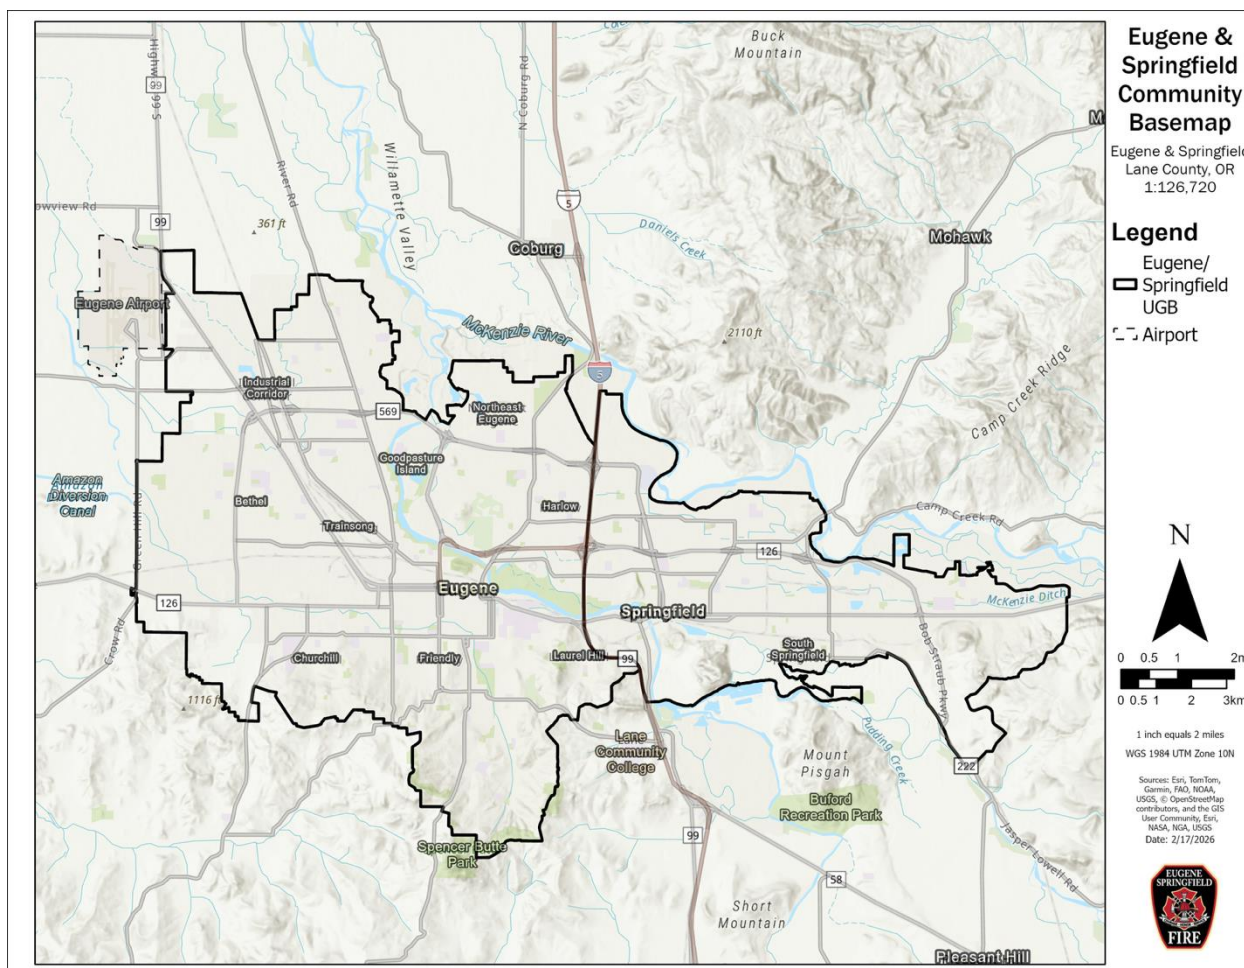 Eugene &
Springfield
Community
Basemap
Eugene & Springfield
Lane County, OR
1:126,720
Legend
Eugene/
Springfield
UGB
Airport
N
0 0.5 1 2m
0 0.5 1 2 3km
1 inch equals 2 miles
WGS 1984 UTM Zone 10N
Sources: Esri, TomTom,
Garmin, FAO, NOAA,
USGS, © OpenStreetMap
contributors, and the GIS
User Community, Esri,
NASA, NGA, USGS
Date: 2/17/2026
EUGENE
SPRINGFIELD
FIRE
Buck
Mountain
Highway 99 S
99
N Coburg Rd
Willamette
Valley
River Rd
5
99
361 ft
Coburg
Daniels Creek
Mohawk
Eugene Airport
McKenzie River
2110 ft
5
Camp Creek Ridge
Industrial
Corridor
569
Northeast
Eugene
Goodpasture
Island
Amazon
Diversion
Canal
Bethel
Harlow
Trainsong
Camp Creek Rd
126
Eugene
126
Springfield
McKenzie Ditch
Crow Rd
Bob Straub Pkwy
Churchill
Friendly
Laurel Hill
99
South
Springfield
1116 ft
Lane
Community
College
Pudding Creek
Mount
Pisgah
222
Buford
Recreation Park
Spencer Butte
Park
99
Jasper Lowell Rd
58
Short
Mountain
Pleasant Hill